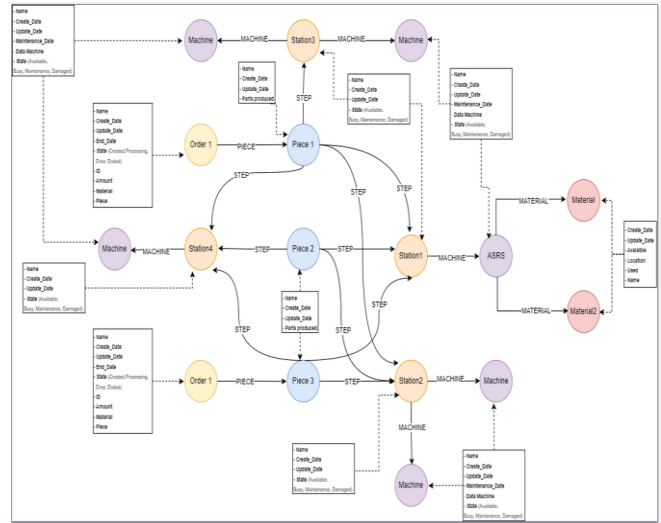 - Name
- Create_Date
- Update_Date
- Maintenance_Date
- Data Machine
- State (Available,
Busy, Maintenance, Damaged)
Machine
MACHINE
Station3
MACHINE
Machine
- Name
- Create_Date
- Update_Date
- Parts produced
- Name
- Create_Date
- Update_Date
- State (Available,
Busy, Maintenance, Damaged)
- Name
- Create_Date
- Update_Date
- Maintenance_Date
- Data Machine
- State (Available,
Busy, Maintenance, Damaged)
STEP
- Name
- Create_Date
- Update_Date
- End_Date
- State (Created/Processing,
Error, Ended)
- ID
- Amount
- Material
- Piece
Order 1
PIECE
Piece 1
STEP
STEP
STEP
MATERIAL
Material
Machine
MACHINE
Station4
STEP
Piece 2
STEP
Station1
MACHINE
ASRS
- Create_Date
- Update_Date
- Available
- Location
- Used
- Name
- Name
- Create_Date
- Update_Date
- State (Available,
Busy, Maintenance, Damaged)
- Name
- Create_Date
- Update_Date
- Parts produced
STEP
STEP
STEP
MATERIAL
Material2
- Name
- Create_Date
- Update_Date
- End_Date
- State (Created/Processing,
Error, Ended)
- ID
- Amount
- Material
- Piece
Order 1
PIECE
Piece 3
STEP
Station2
MACHINE
Machine
MACHINE
- Name
- Create_Date
- Update_Date
- State (Available,
Busy, Maintenance, Damaged)
Machine
- Name
- Create_Date
- Update_Date
- Maintenance_Date
- Data Machine
- State (Available,
Busy, Maintenance, Damaged)